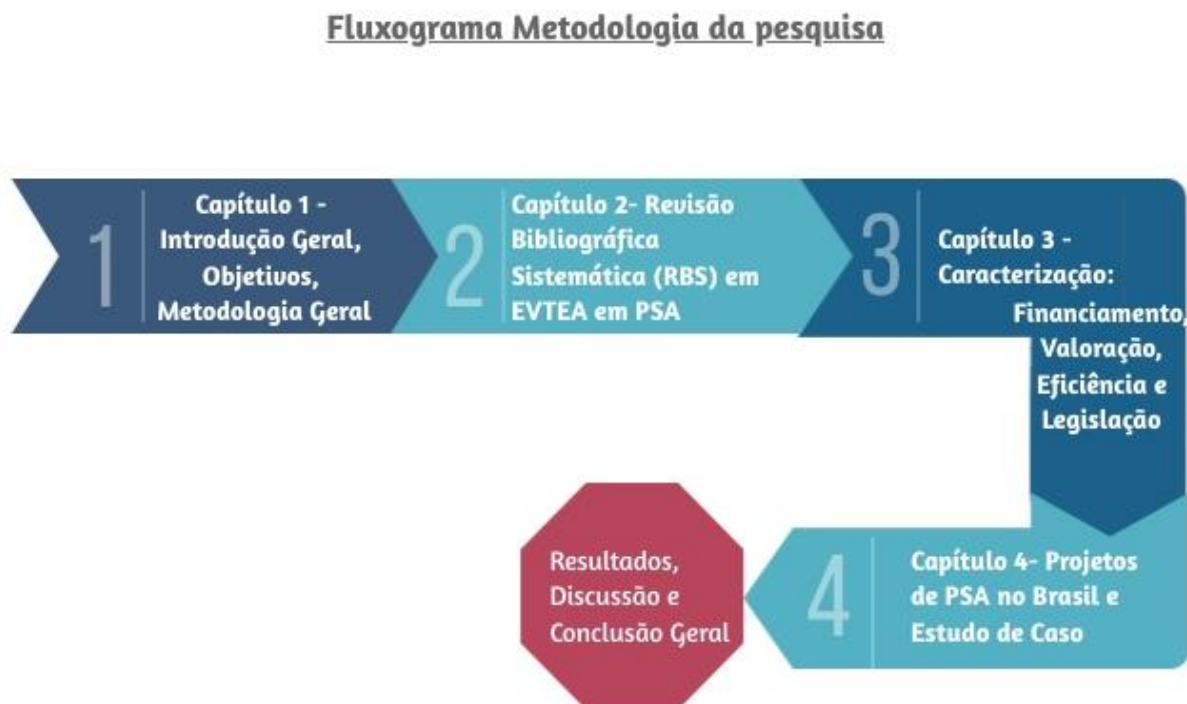 Fluxograma Metodologia da pesquisa
1
Capítulo 1 -
Introdução Geral,
Objetivos,
Metodologia Geral
2
Capítulo 2- Revisão
Bibliográfica
Sistemática (RBS) em
EVTEA em PSA
3
Capítulo 3 -
Caracterização:
Financiamento,
Valoração,
Eficiência e
Legislação
4
Capítulo 4- Projetos
de PSA no Brasil e
Estudo de Caso
Resultados,
Discussão e
Conclusão Geral